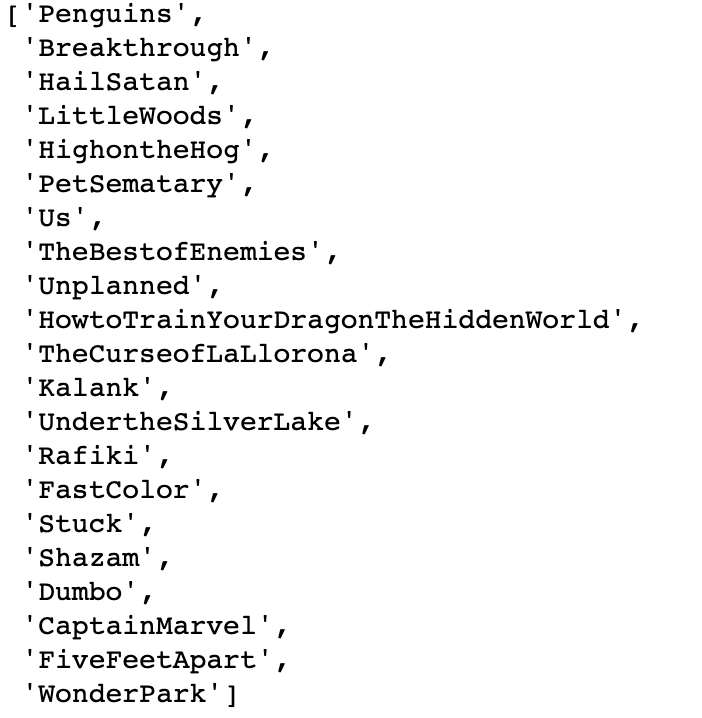 ['Penguins',
'Breakthrough',
'HailSatan',
'LittleWoods',
'HighontheHog',
'PetSematary',
'Us',
'TheBestofEnemies',
'Unplanned',
'HowtoTrainYourDragonTheHiddenWorld',
'TheCurseofLaLlorona',
'Kalank',
'UndertheSilverLake',
'Rafiki',
'FastColor',
'Stuck',
'Shazam',
'Dumbo',
'CaptainMarvel',
'FiveFeetApart',
'WonderPark']